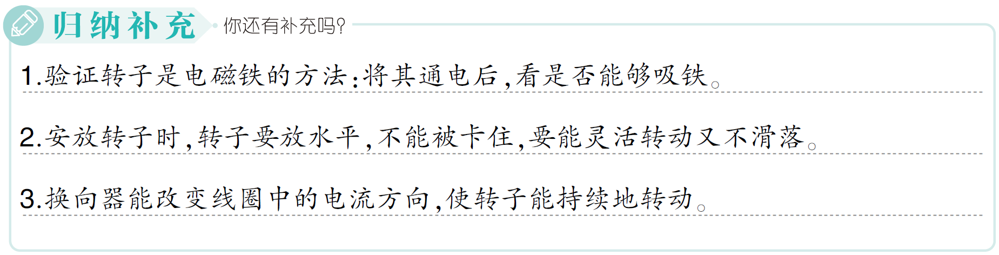 归纳补充 你还有补充吗?
1.验证转子是电磁铁的方法:将其通电后,看是否能够吸铁。
2.安放转子时,转子要放水平,不能被卡住,要能灵活转动又不滑落。
3.换向器能改变线圈中的电流方向,使转子能持续地转动。